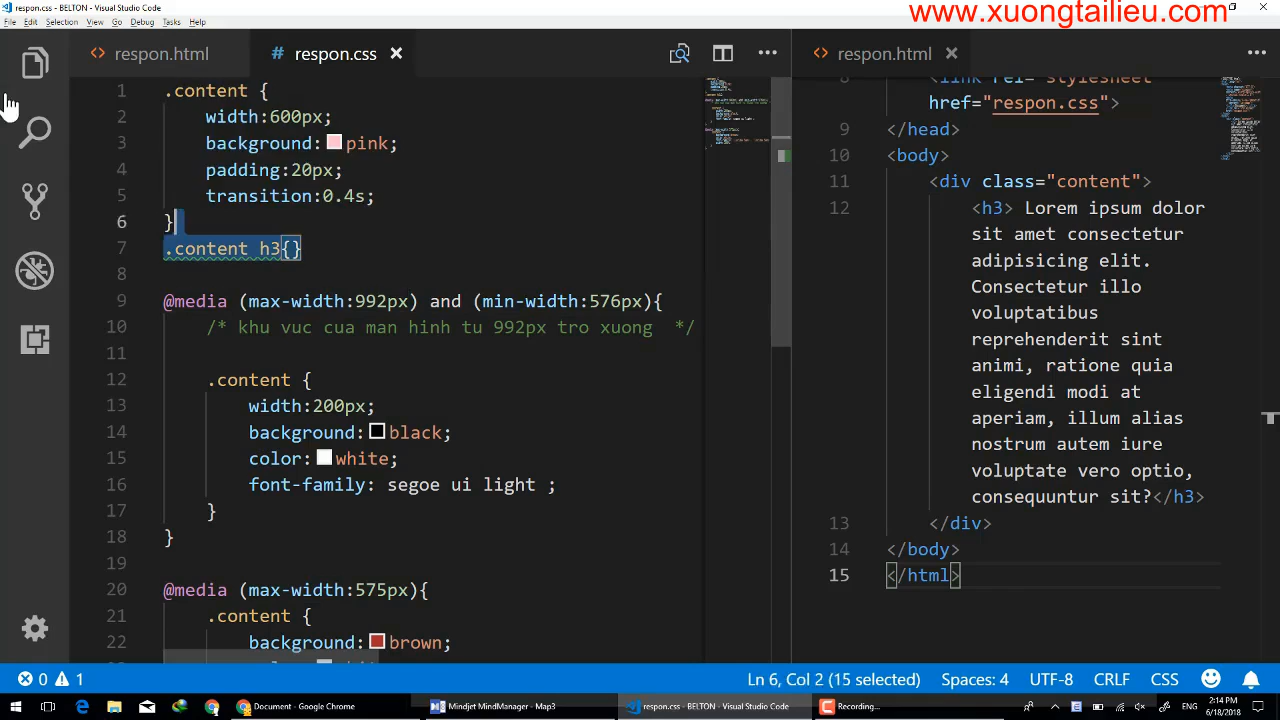 respon.css - BELTON - Visual Studio Code
www.xuongtailieu.com
File Edit Selection View Go Debug Tasks Help
respon.html
respon.css
respon.html
1 .content {
2 width:600px;
3 background: pink;
4 padding:20px;
5 transition:0.4s;
6 }
7 .content h3{}
8
9 @media (max-width:992px) and (min-width:576px){
10 /* khu vuc cua man hinh tu 992px tro xuong */
11
12 .content {
13 width:200px;
14 background: black;
15 color: white;
16 font-family: segoe ui light ;
17 }
18 }
19
20 @media (max-width:575px){
21 .content {
22 background: brown;
8 <link rel="stylesheet"
href="respon.css">
9 </head>
10 <body>
11 <div class="content">
12 <h3> Lorem ipsum dolor
sit amet consectetur
adipisicing elit.
Consectetur illo
voluptatibus
reprehenderit sint
animi, ratione quia
eligendi modi at
aperiam, illum alias
nostrum autem iure
voluptate vero optio,
consequuntur sit?</h3>
13 </div>
14 </body>
15 </html>
0 1
Ln 6, Col 2 (15 selected) Spaces: 4 UTF-8 CRLF CSS
Document - Google Chrome
Mindjet MindManager - Map3
respon.css - BELTON - Visual Studio Code
Recording...
2:14 PM
6/18/2018